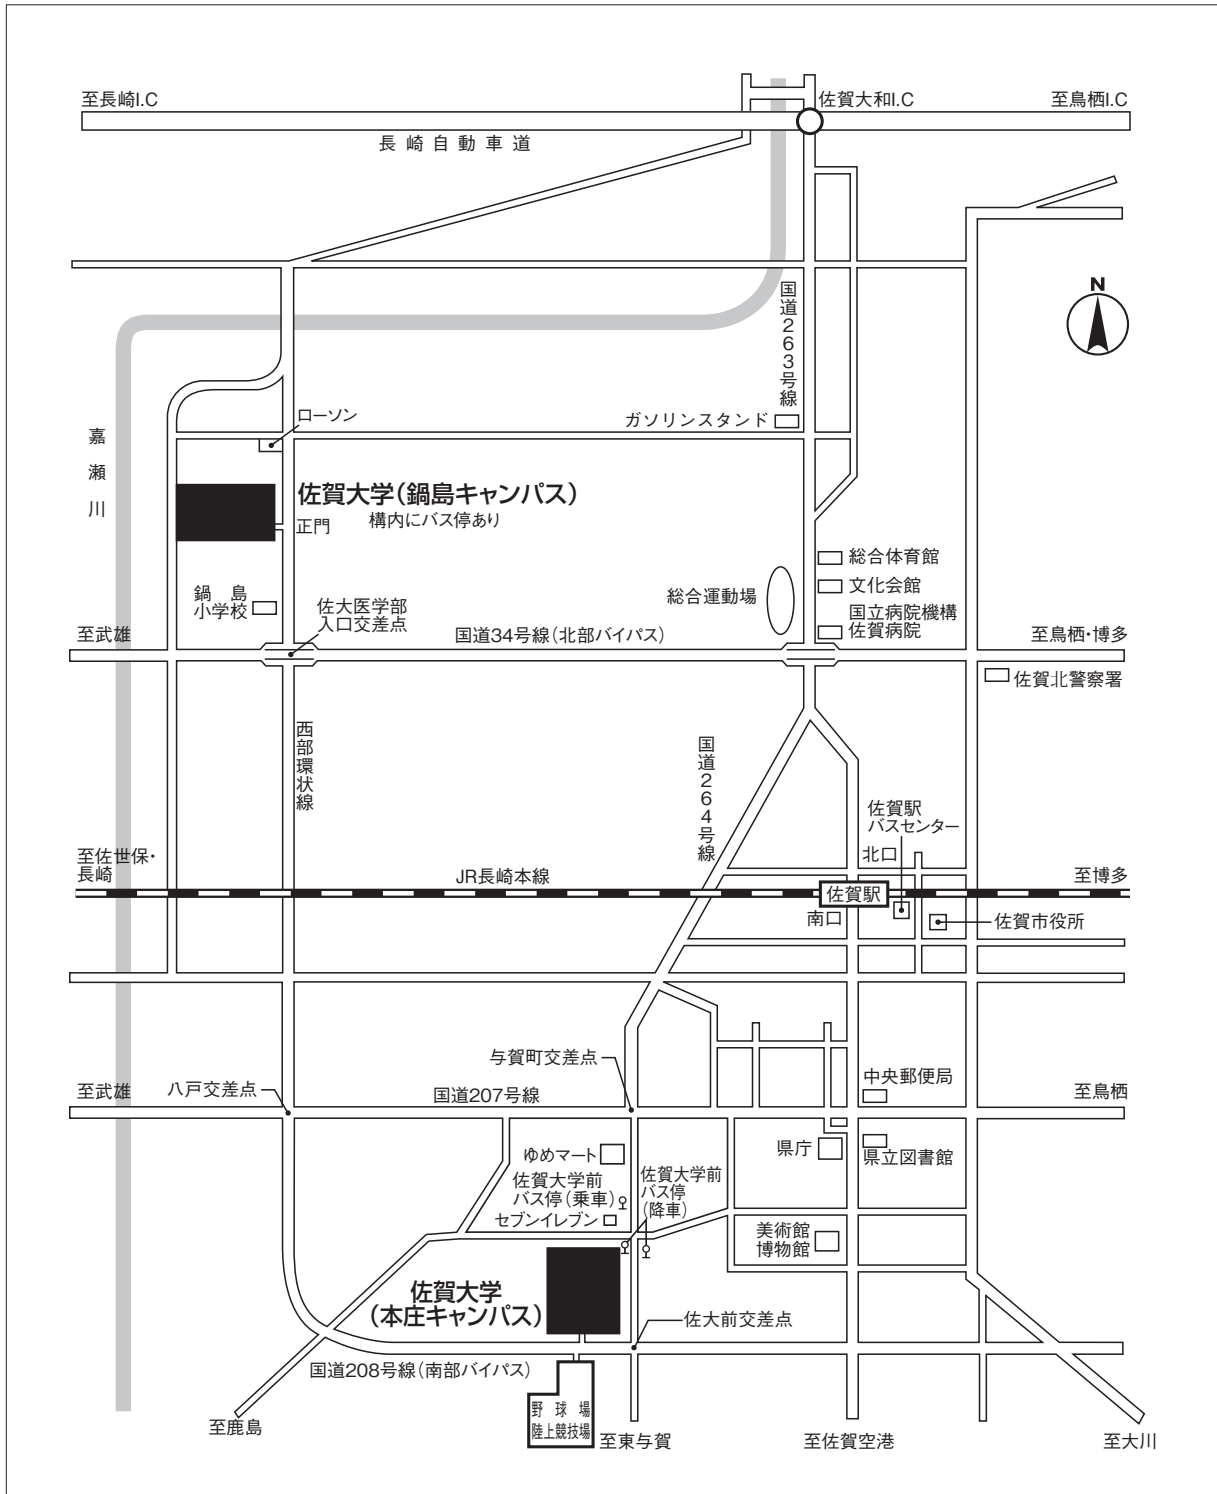 至長崎I.C
佐賀大和I.C
至鳥栖I.C
長崎自動車道
N
国道263号線
ローソン
ガソリンスタンド
嘉瀬川
佐賀大学(鍋島キャンパス)
正門
構内にバス停あり
総合体育館
鍋島
小学校
佐大医学部
入口交差点
総合運動場
文化会館
国立病院機構
佐賀病院
至武雄
国道34号線(北部バイパス)
至鳥栖・博多
佐賀北警察署
西部環状線
国道264号線
佐賀駅
バスセンター
至佐世保・
長崎
JR長崎本線
北口
至博多
佐賀駅
南口
佐賀市役所
与賀町交差点
中央郵便局
至武雄
八戸交差点
国道207号線
至鳥栖
ゆめマート
県庁
県立図書館
佐賀大学前
バス停(乗車)
佐賀大学前
バス停
(降車)
セブンイレブン
美術館
博物館
佐賀大学
(本庄キャンパス)
佐大前交差点
国道208号線(南部バイパス)
野球場
陸上競技場
至鹿島
至東与賀
至佐賀空港
至大川